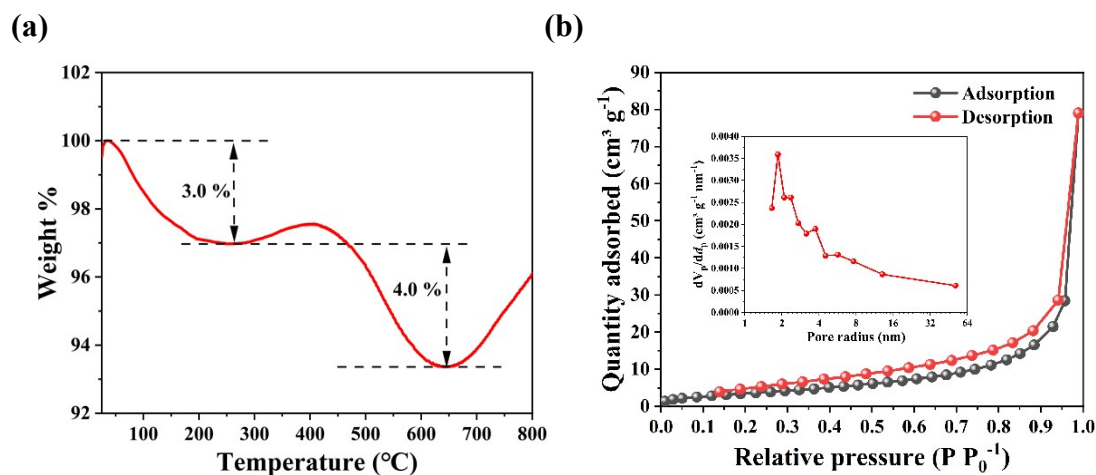 (a)
102
100
98
96
94
92
Weight %
3.0 %
4.0 %
100 200 300 400 500 600 700 800
Temperature (°C)
(b)
90
80
70
60
50
40
30
20
10
0
Quantity adsorbed (cm³ g⁻¹)
Adsorption
Desorption
0.0040
0.0035
0.0030
0.0025
0.0020
0.0015
0.0010
0.0005
0.0000
dVₚ/ddₚ (cm³ g⁻¹ nm⁻¹)
1 2 4 8 16 32 64
Pore radius (nm)
0.0 0.1 0.2 0.3 0.4 0.5 0.6 0.7 0.8 0.9 1.0
Relative pressure (P P₀⁻¹)